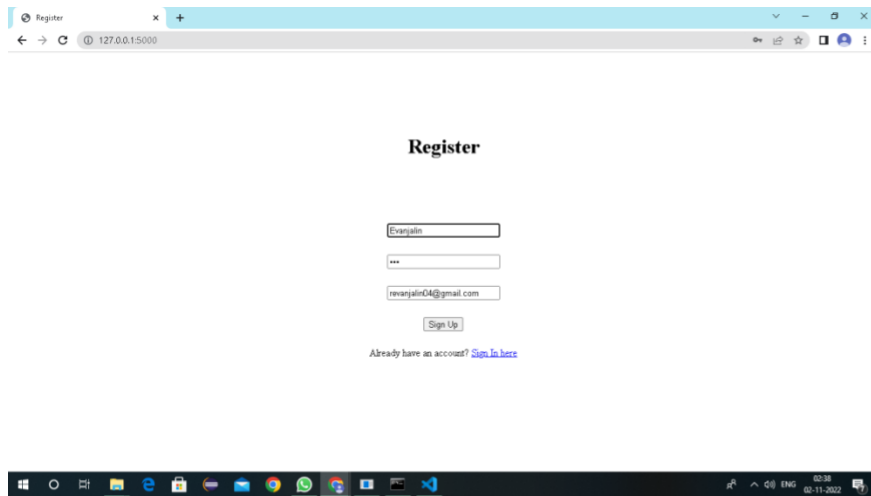 Register
127.0.0.1:5000
Register
Evanjalin
•••
revanjalin04@gmail.com
Sign Up
Already have an account? Sign In here
ENG
02:38
02-11-2022